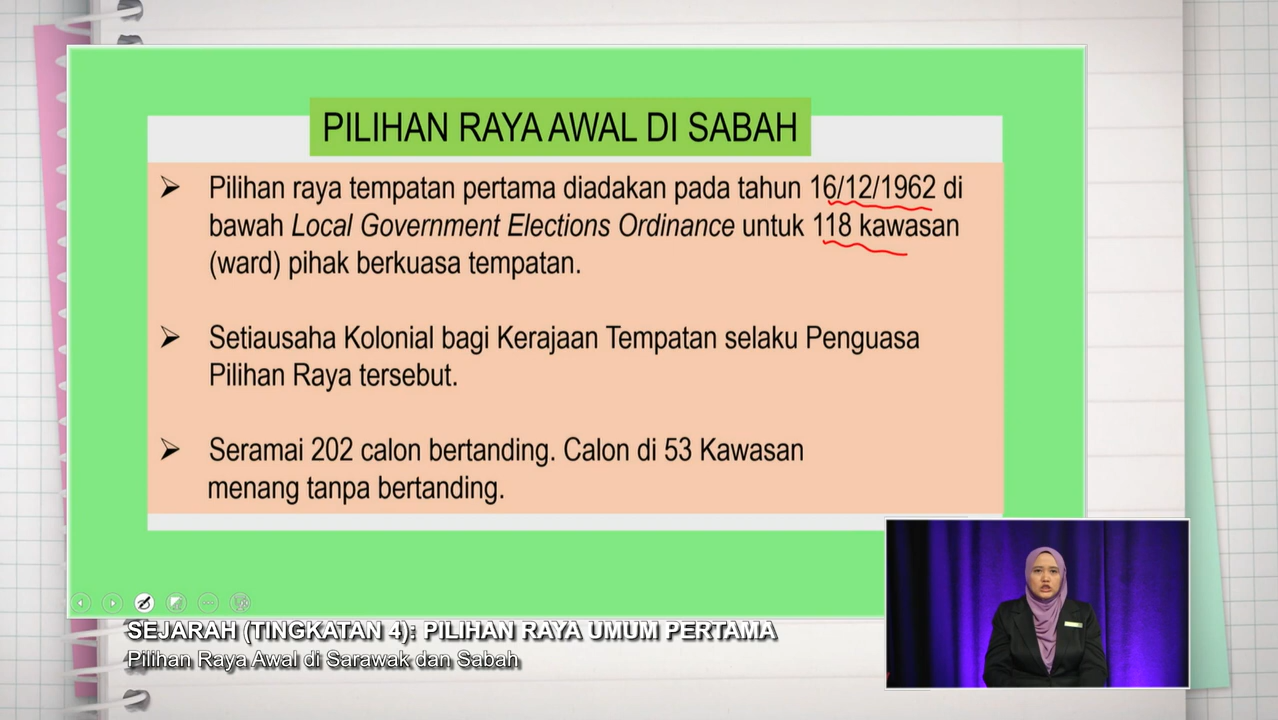 PILIHAN RAYA AWAL DI SABAH
Pilihan raya tempatan pertama diadakan pada tahun 16/12/1962 di
bawah Local Government Elections Ordinance untuk 118 kawasan
(ward) pihak berkuasa tempatan.
Setiausaha Kolonial bagi Kerajaan Tempatan selaku Penguasa
Pilihan Raya tersebut.
Seramai 202 calon bertanding. Calon di 53 Kawasan
menang tanpa bertanding.
SEJARAH (TINGKATAN 4): PILIHAN RAYA UMUM PERTAMA
Pilihan Raya Awal di Sarawak dan Sabah